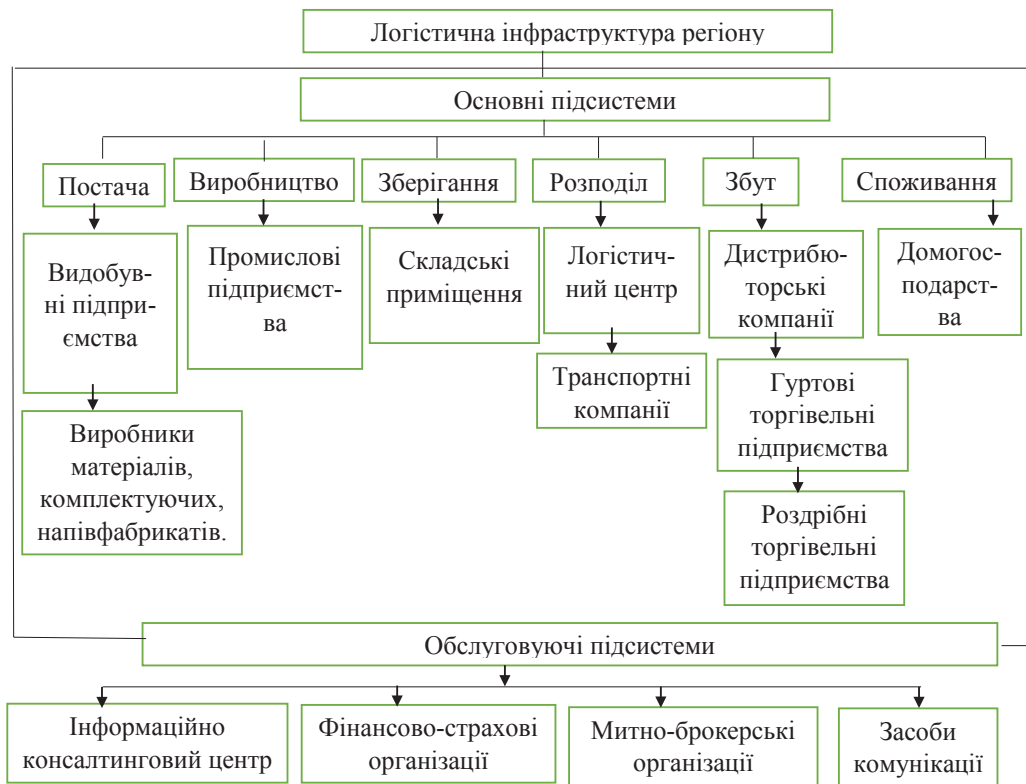 Логістична інфраструктура регіону
Основні підсистеми
Постача
Виробництво
Зберігання
Розподіл
Збут
Споживання
Видобув-
ні підпри-
ємства
Промислові
підприємст-
ва
Складські
приміщення
Логістич-
ний центр
Дистрибю-
торські
компанії
Домогос-
подарст-
ва
Транспортні
компанії
Гуртові
торгівельні
підприємства
Виробники
матеріалів,
комплектуючих,
напівфабрикатів.
Роздрібні
торгівельні
підприємства
Обслуговуючі підсистеми
Інформаційно
консалтинговий центр
Фінансово-страхові
організації
Митно-брокерські
організації
Засоби
комунікації